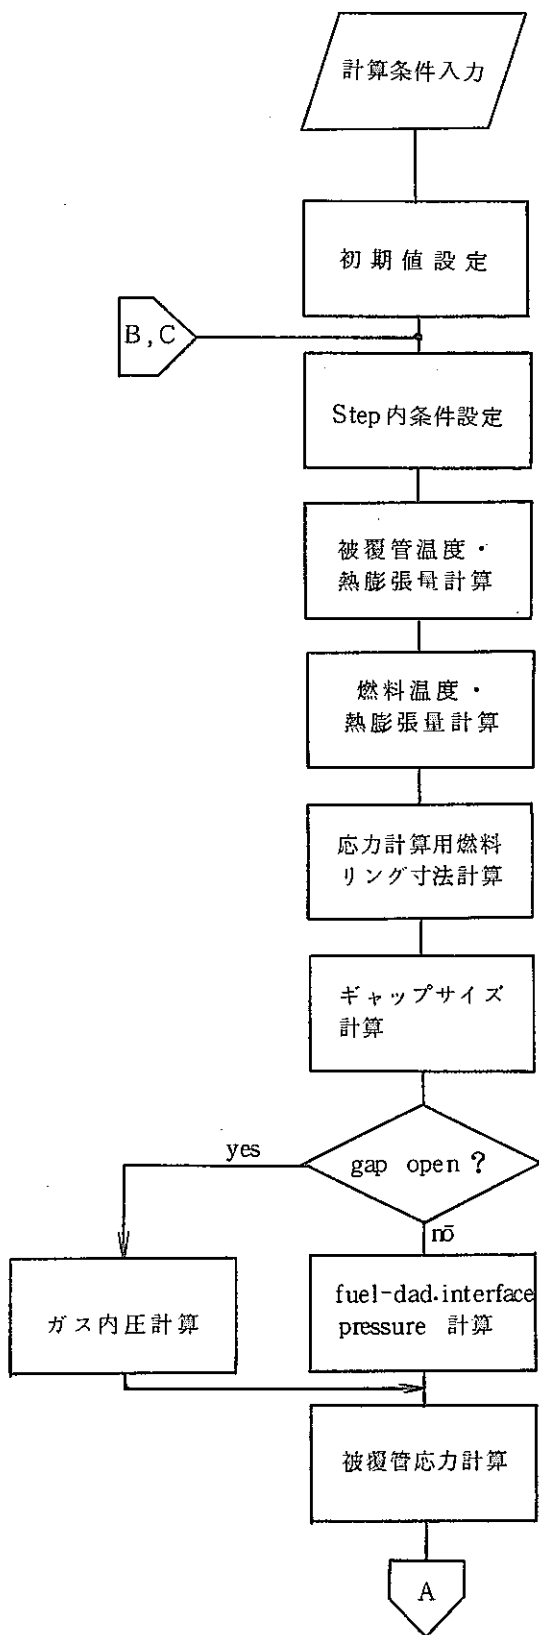 計算条件入力
初期値設定
B,C
Step内条件設定
被覆管温度・
熱膨張量計算
燃料温度・
熱膨張量計算
応力計算用燃料
リング寸法計算
ギャップサイズ
計算
gap open ?
yes
no
ガス内圧計算
fuel-dad.interface
pressure 計算
被覆管応力計算
A